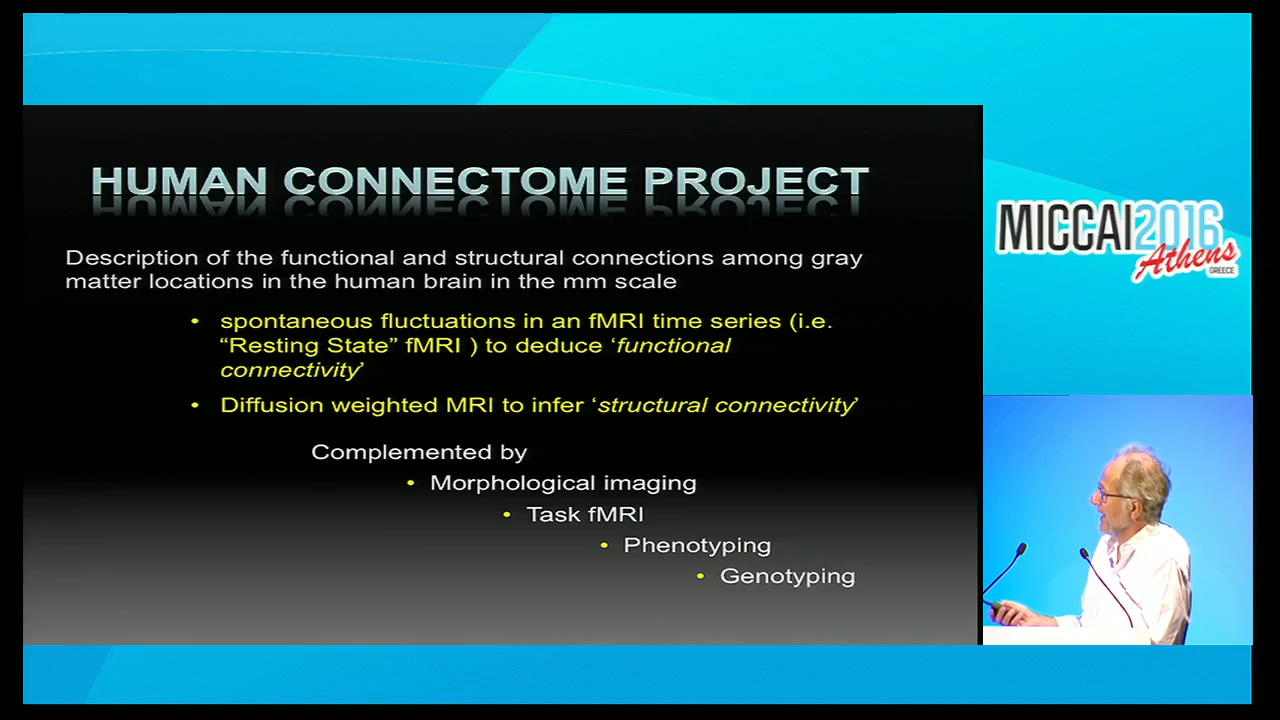 HUMAN CONNECTOME PROJECT
Description of the functional and structural connections among gray
matter locations in the human brain in the mm scale
• spontaneous fluctuations in an fMRI time series (i.e.
“Resting State” fMRI ) to deduce ‘functional
connectivity’
• Diffusion weighted MRI to infer ‘structural connectivity’
Complemented by
• Morphological imaging
• Task fMRI
• Phenotyping
• Genotyping
MICCAI2016
Athens
GREECE